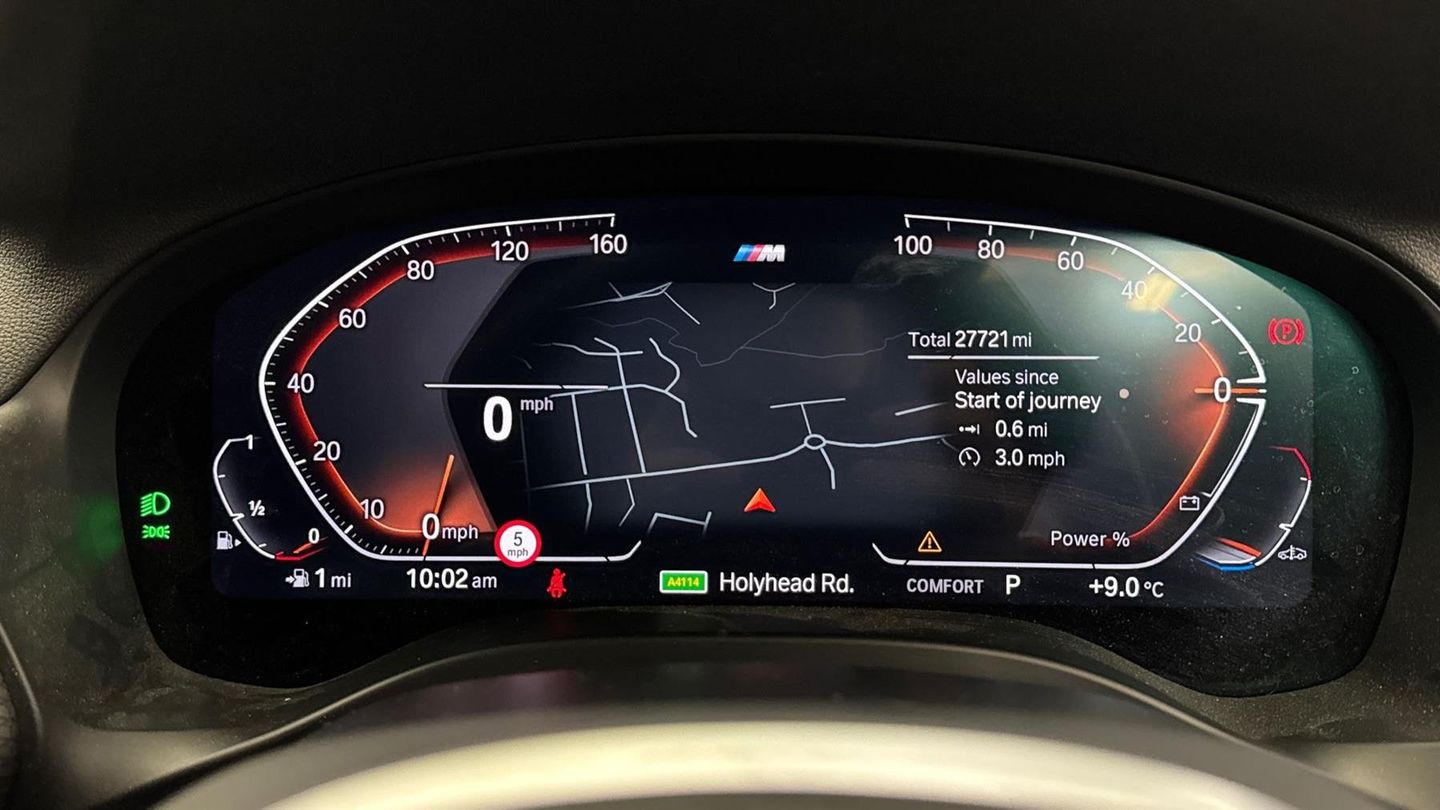 160
120
80
60
40
20
10
0 mph
0 mph
5
mph
M
100
80
60
40
20
0
Total 27721 mi
Values since
Start of journey
0.6 mi
3.0 mph
Power %
1
1/2
0
1 mi
10:02 am
A4114 Holyhead Rd.
COMFORT P
+9.0 °C
P